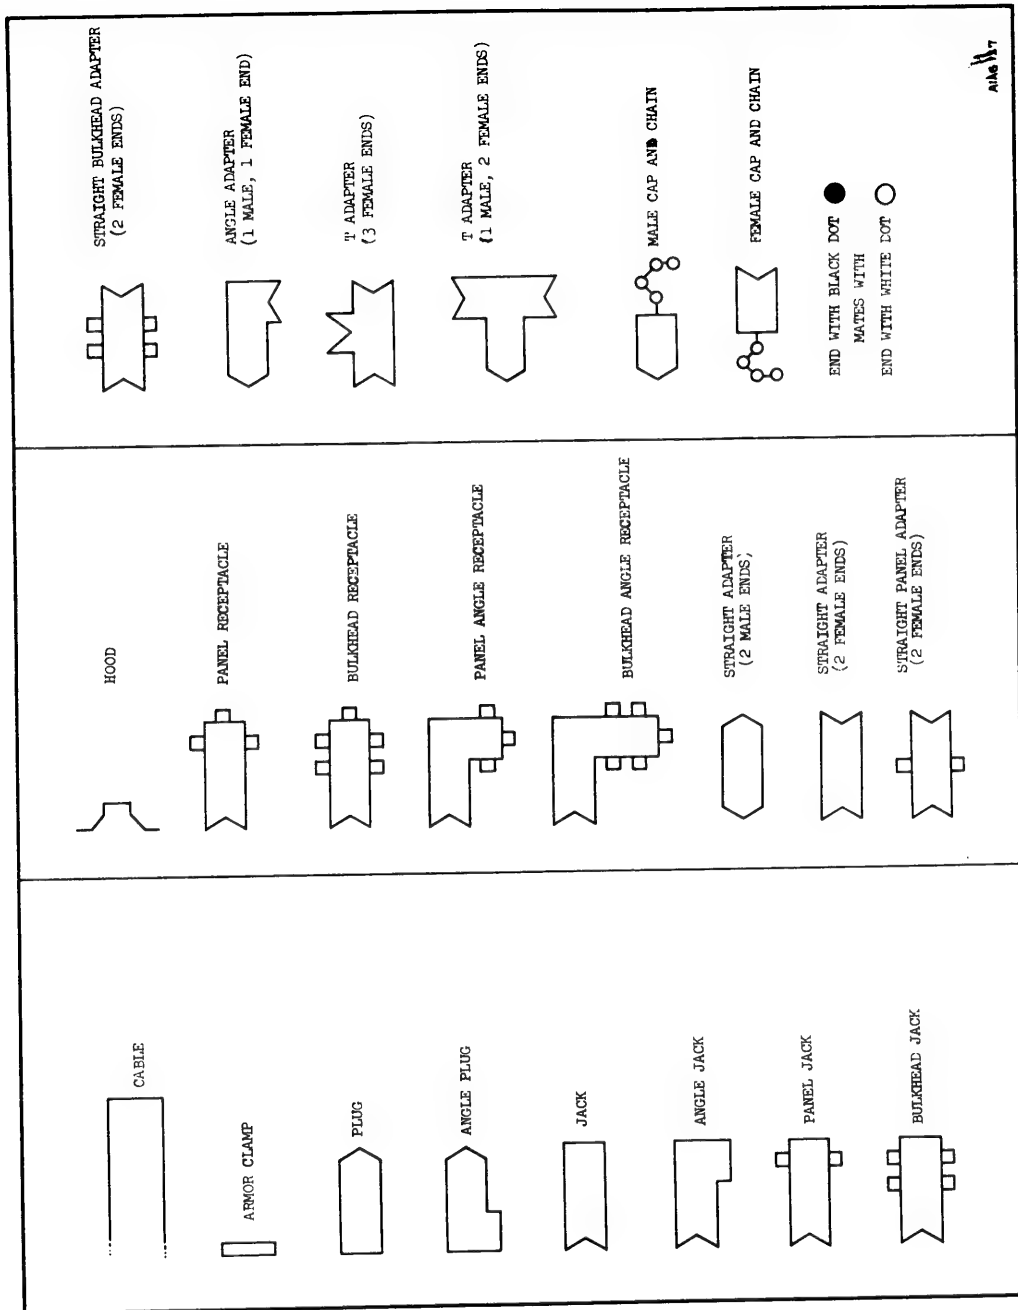 CABLE
ARMOR CLAMP
PLUG
ANGLE PLUG
JACK
ANGLE JACK
PANEL JACK
BULKHEAD JACK
HOOD
PANEL RECEPTACLE
BULKHEAD RECEPTACLE
PANEL ANGLE RECEPTACLE
BULKHEAD ANGLE RECEPTACLE
STRAIGHT ADAPTER
(2 MALE ENDS)
STRAIGHT ADAPTER
(2 FEMALE ENDS)
STRAIGHT PANEL ADAPTER
(2 FEMALE ENDS)
STRAIGHT BULKHEAD ADAPTER
(2 FEMALE ENDS)
ANGLE ADAPTER
(1 MALE, 1 FEMALE END)
T ADAPTER
(3 FEMALE ENDS)
T ADAPTER
(1 MALE, 2 FEMALE ENDS)
MALE CAP AND CHAIN
FEMALE CAP AND CHAIN
END WITH BLACK DOT
MATES WITH
END WITH WHITE DOT